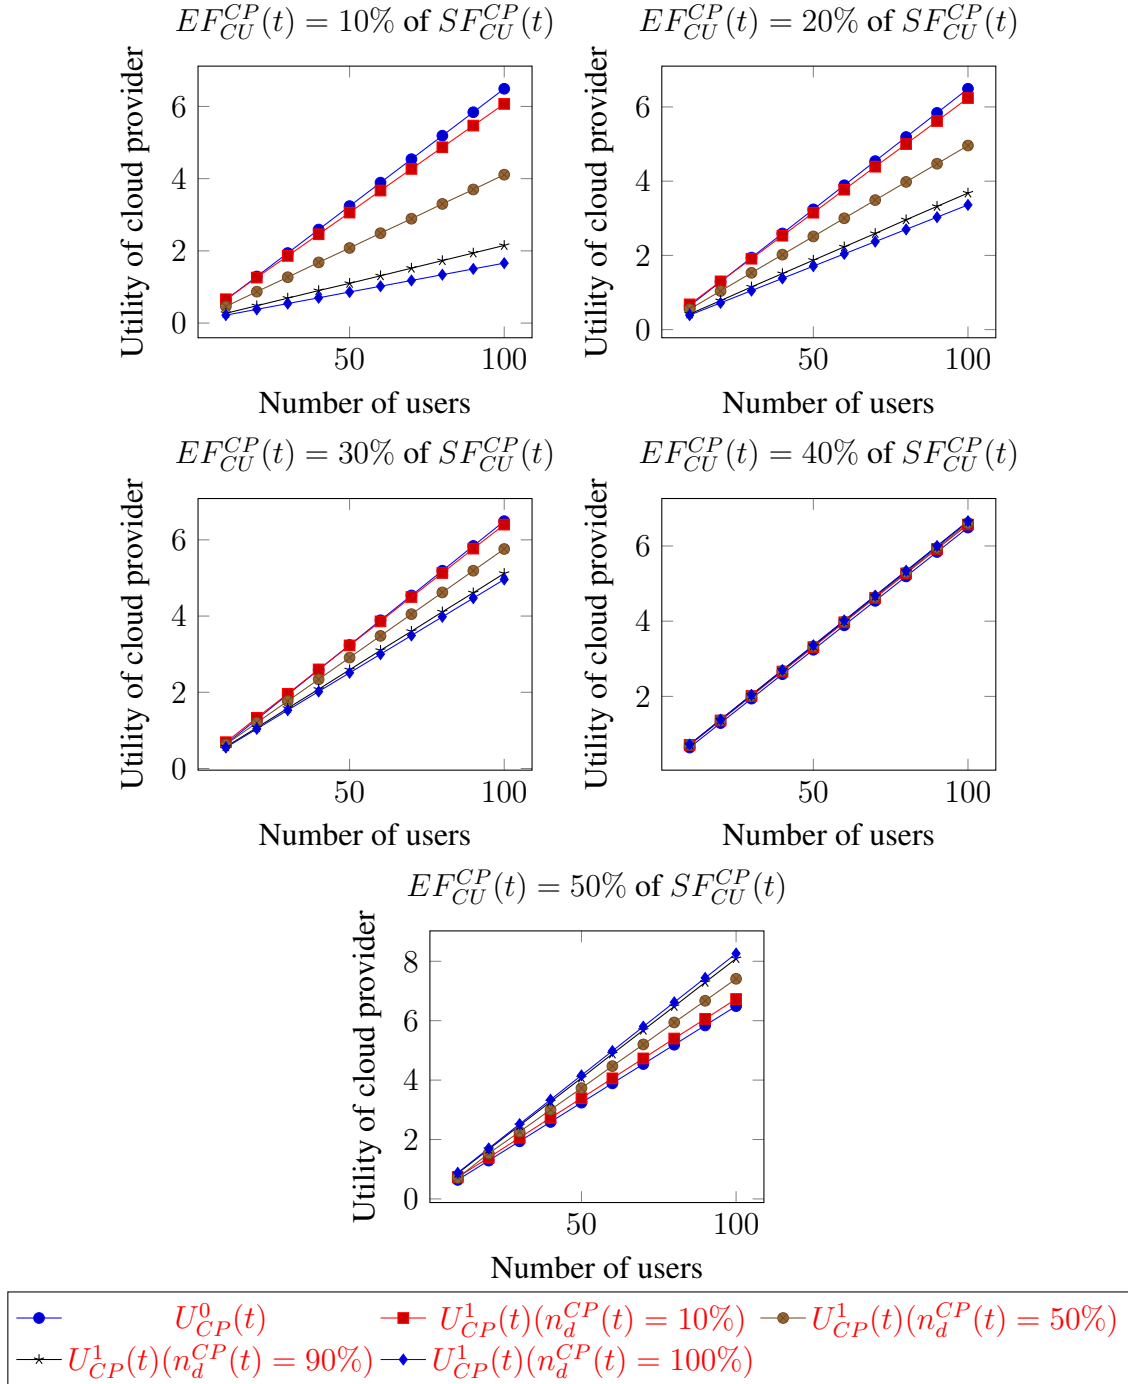 $EF_{CU}^{CP}(t) = 10\%$ of $SF_{CU}^{CP}(t)$
Utility of cloud provider
6
4
2
0
50 100
Number of users
$EF_{CU}^{CP}(t) = 20\%$ of $SF_{CU}^{CP}(t)$
Utility of cloud provider
6
4
2
0
50 100
Number of users
$EF_{CU}^{CP}(t) = 30\%$ of $SF_{CU}^{CP}(t)$
Utility of cloud provider
6
4
2
0
50 100
Number of users
$EF_{CU}^{CP}(t) = 40\%$ of $SF_{CU}^{CP}(t)$
Utility of cloud provider
6
4
2
50 100
Number of users
$EF_{CU}^{CP}(t) = 50\%$ of $SF_{CU}^{CP}(t)$
Utility of cloud provider
8
6
4
2
0
50 100
Number of users
$U_{CP}^{0}(t)$ $U_{CP}^{1}(t)(n_{d}^{CP}(t) = 10\%)$ $U_{CP}^{1}(t)(n_{d}^{CP}(t) = 50\%)$
$U_{CP}^{1}(t)(n_{d}^{CP}(t) = 90\%)$ $U_{CP}^{1}(t)(n_{d}^{CP}(t) = 100\%)$